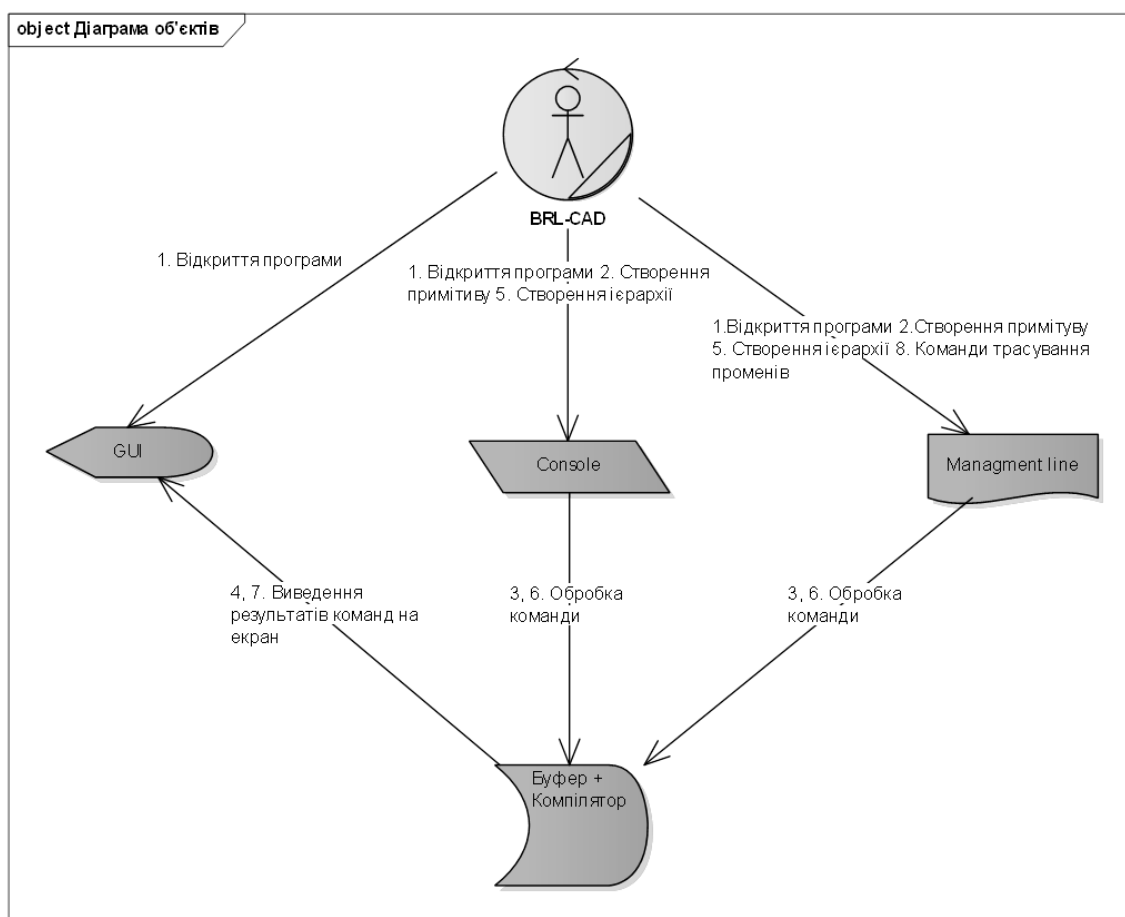 object Діаграма об'єктів
BRL-CAD
1. Відкриття програми
1. Відкриття програми 2. Створення
примітиву 5. Створення ієрархії
1.Відкриття програми 2.Створення примітуву
5. Створення ієрархії 8. Команди трасування
променів
GUI
Console
Managment line
4, 7. Виведення
результатів команд на
екран
3, 6. Обробка
команди
3, 6. Обробка
команди
Буфер +
Компілятор